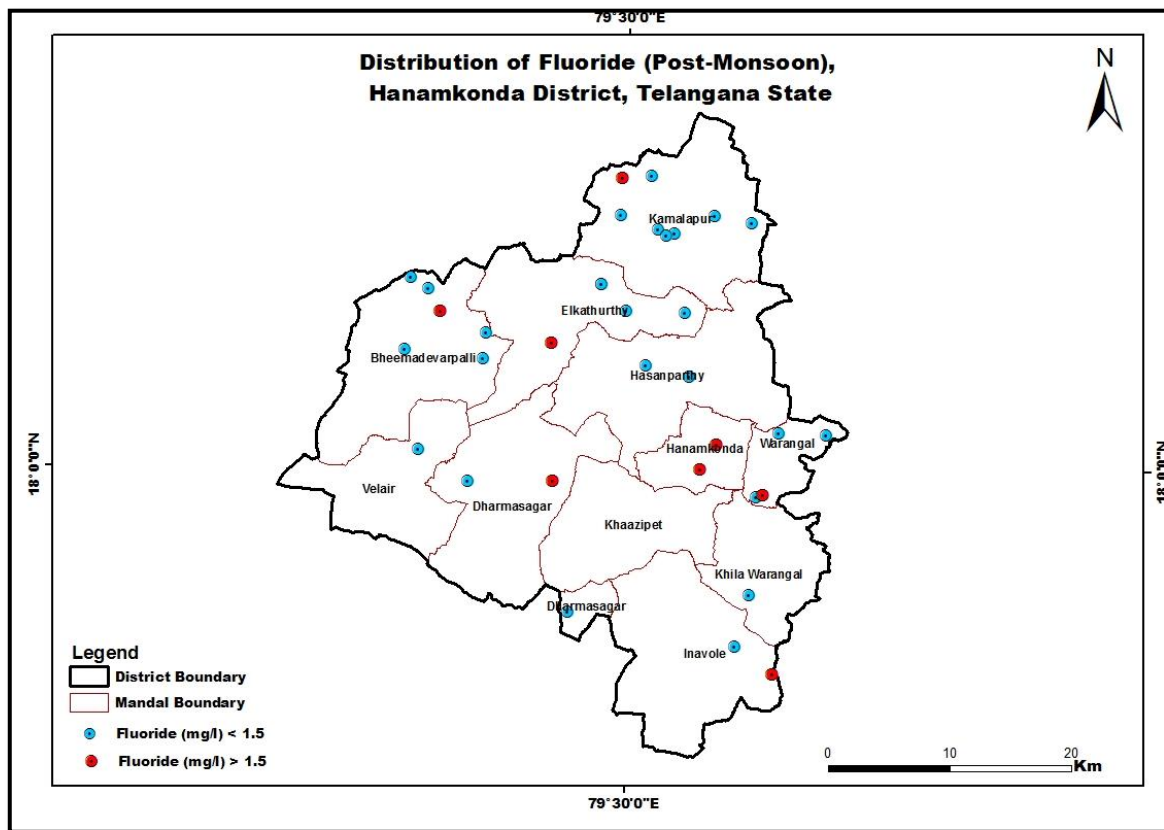 79°30'0"E
Distribution of Fluoride (Post-Monsoon),
Hanamkonda District, Telangana State
N
Kamalapur
Elkathurthy
Bheemadevarpalli
Hasanparthy
Hanamkonda
Warangal
18°0'0"N
18°0'0"N
Velair
Dharmasagar
Khaazipet
Khila Warangal
Dharmasagar
Inavole
Legend
District Boundary
Mandal Boundary
Fluoride (mg/l) < 1.5
Fluoride (mg/l) > 1.5
0 10 20
Km
79°30'0"E